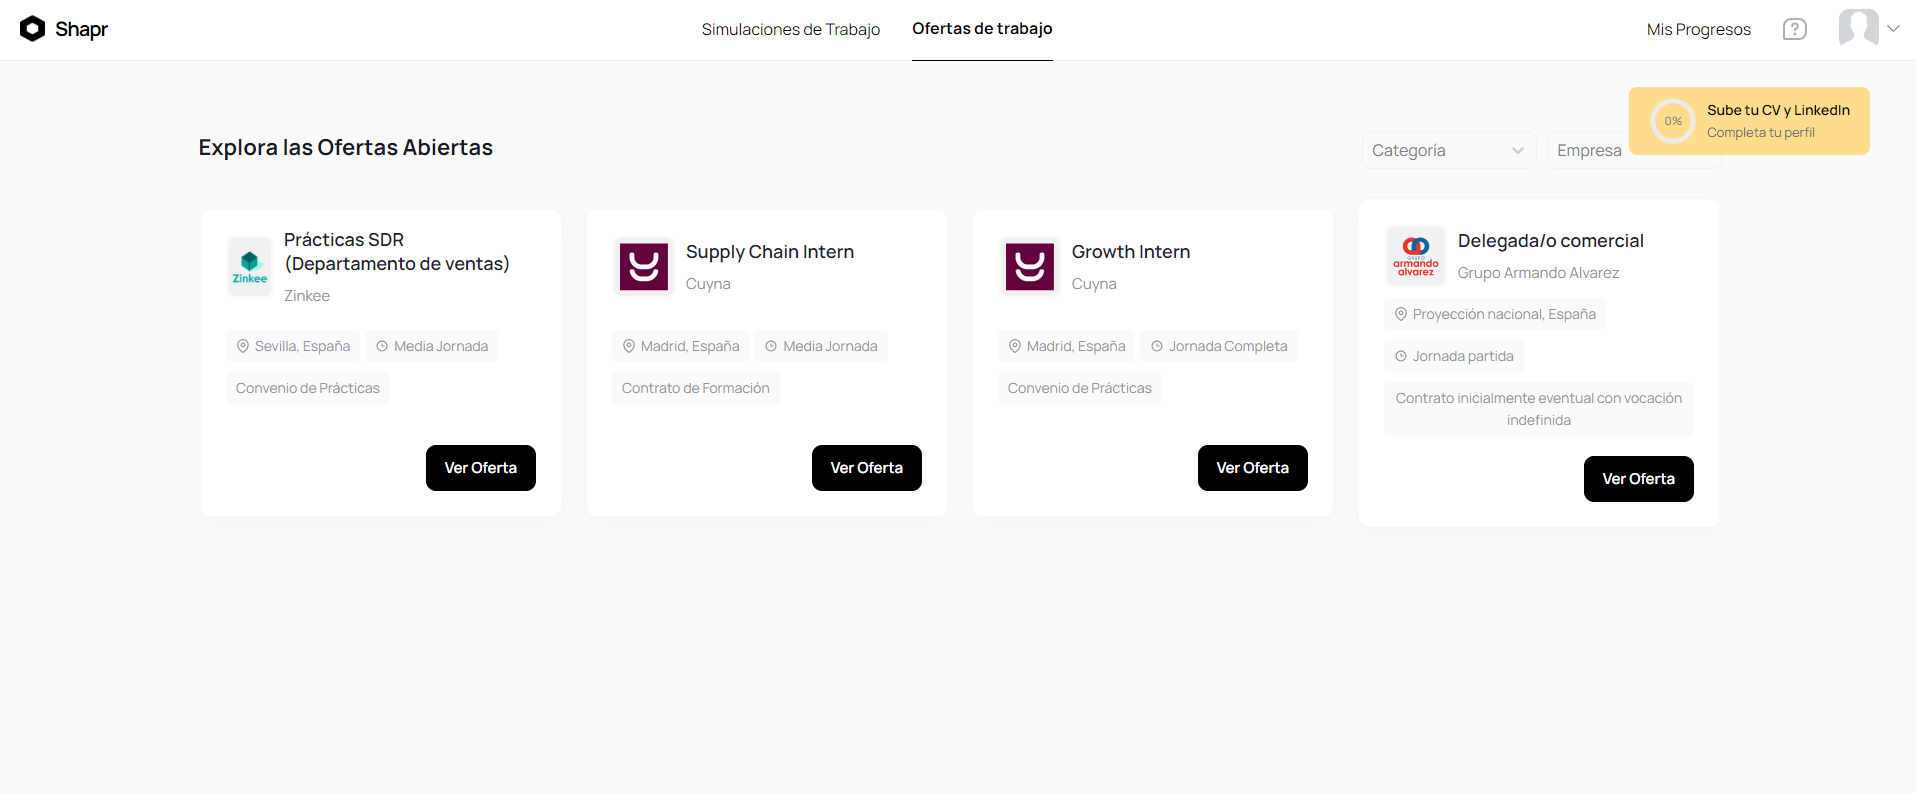 Shapr
Simulaciones de Trabajo
Ofertas de trabajo
Mis Progresos
?
0%
Sube tu CV y LinkedIn
Completa tu perfil
Explora las Ofertas Abiertas
Categoría
Empresa
Zinkee
Prácticas SDR
(Departamento de ventas)
Zinkee
Sevilla, España
Media Jornada
Convenio de Prácticas
Ver Oferta
Supply Chain Intern
Cuyna
Madrid, España
Media Jornada
Contrato de Formación
Ver Oferta
Growth Intern
Cuyna
Madrid, España
Jornada Completa
Convenio de Prácticas
Ver Oferta
GRUPO
armando
alvarez
Delegada/o comercial
Grupo Armando Alvarez
Proyección nacional, España
Jornada partida
Contrato inicialmente eventual con vocación
indefinida
Ver Oferta